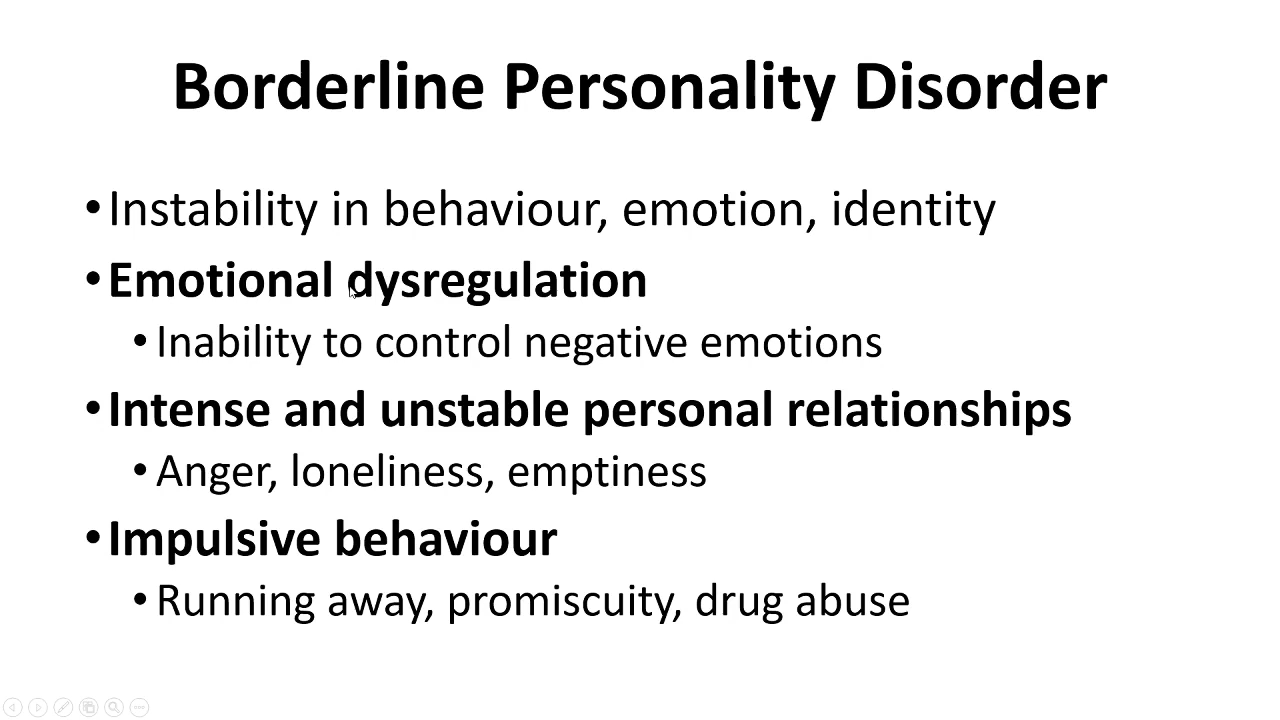 Borderline Personality Disorder
•Instability in behaviour, emotion, identity
•Emotional dysregulation
•Inability to control negative emotions
•Intense and unstable personal relationships
•Anger, loneliness, emptiness
•Impulsive behaviour
•Running away, promiscuity, drug abuse